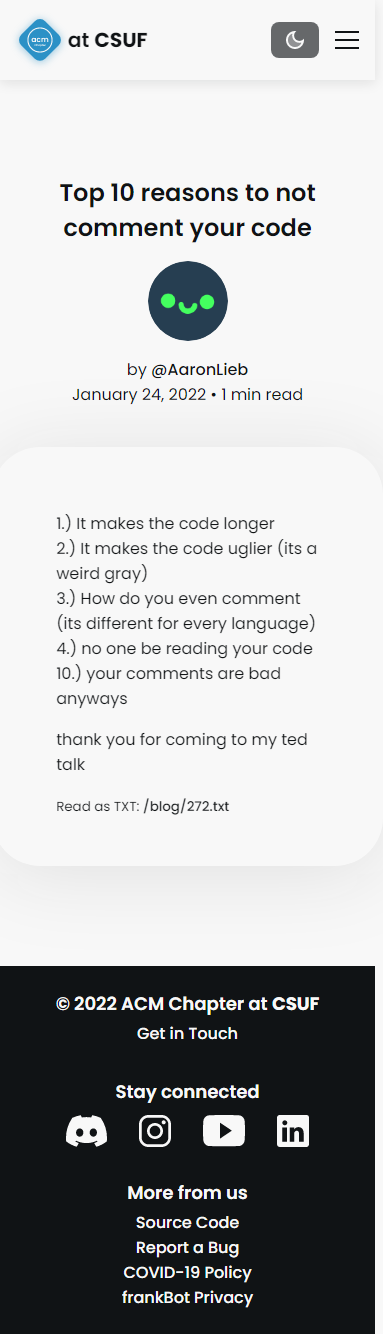 acm
at CSUF
Top 10 reasons to not
comment your code
by @AaronLieb
January 24, 2022 • 1 min read
1.) It makes the code longer
2.) It makes the code uglier (its a
weird gray)
3.) How do you even comment
(its different for every language)
4.) no one be reading your code
10.) your comments are bad
anyways
thank you for coming to my ted
talk
Read as TXT: /blog/272.txt
© 2022 ACM Chapter at CSUF
Get in Touch
Stay connected
in
More from us
Source Code
Report a Bug
COVID-19 Policy
frankBot Privacy